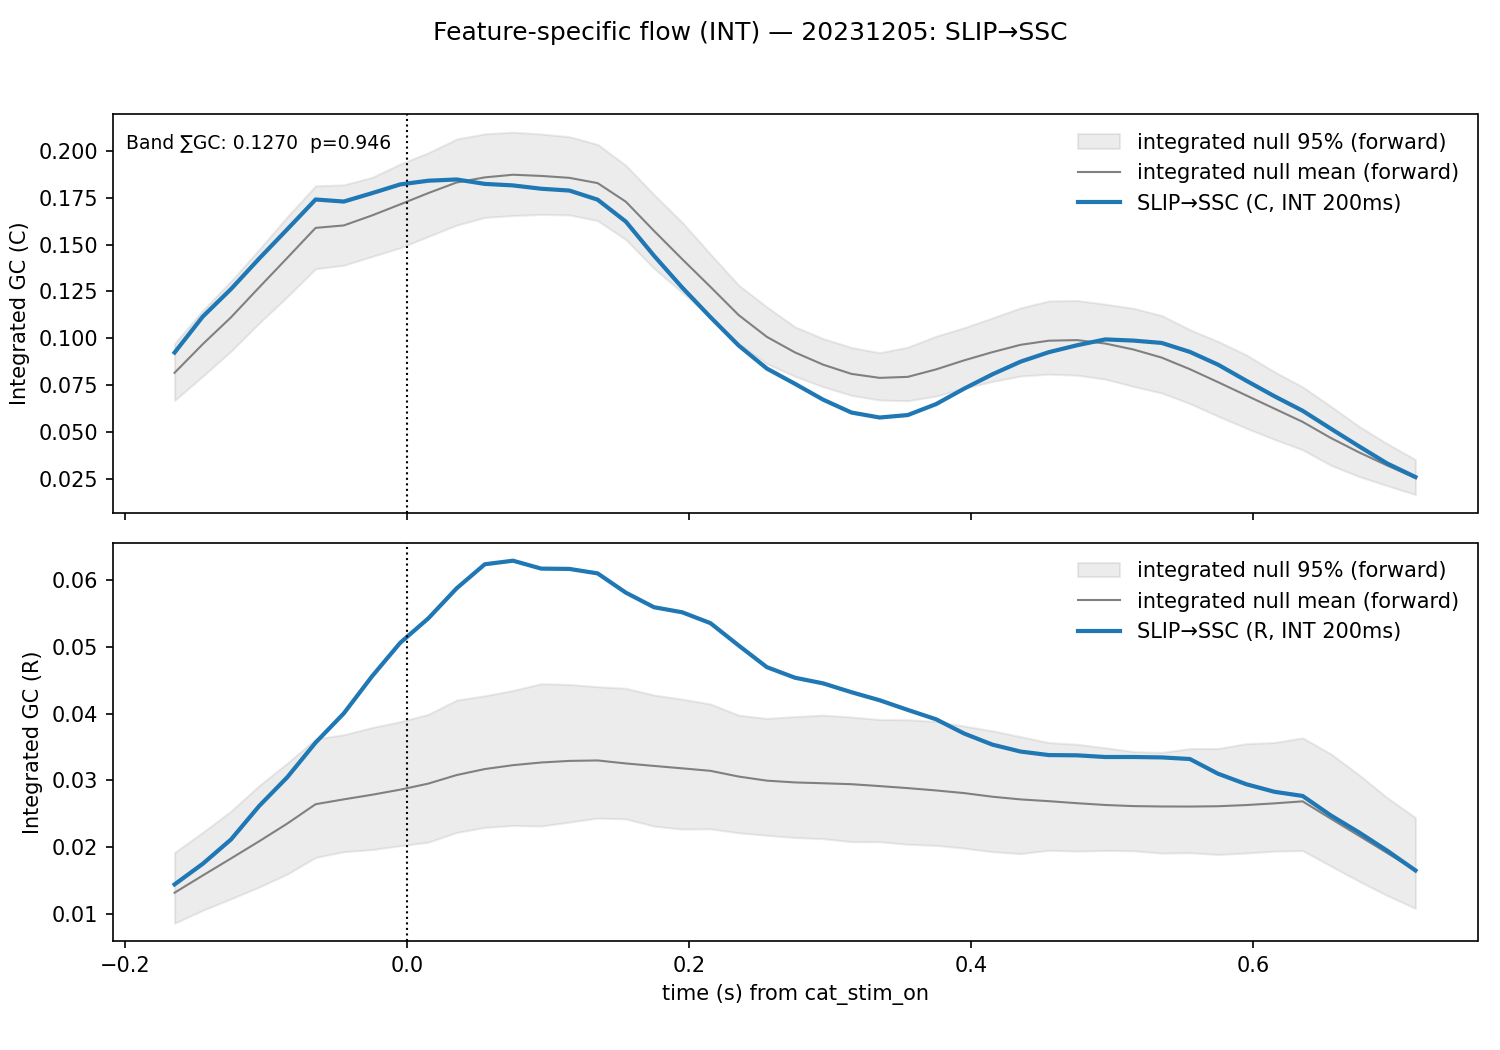 Feature-specific flow (INT) — 20231205: SLIP→SSC
Band ∑GC: 0.1270  p=0.946
integrated null 95% (forward)
integrated null mean (forward)
SLIP→SSC (C, INT 200ms)
Integrated GC (C)
0.200
0.175
0.150
0.125
0.100
0.075
0.050
0.025
integrated null 95% (forward)
integrated null mean (forward)
SLIP→SSC (R, INT 200ms)
Integrated GC (R)
0.06
0.05
0.04
0.03
0.02
0.01
−0.2 0.0 0.2 0.4 0.6
time (s) from cat_stim_on